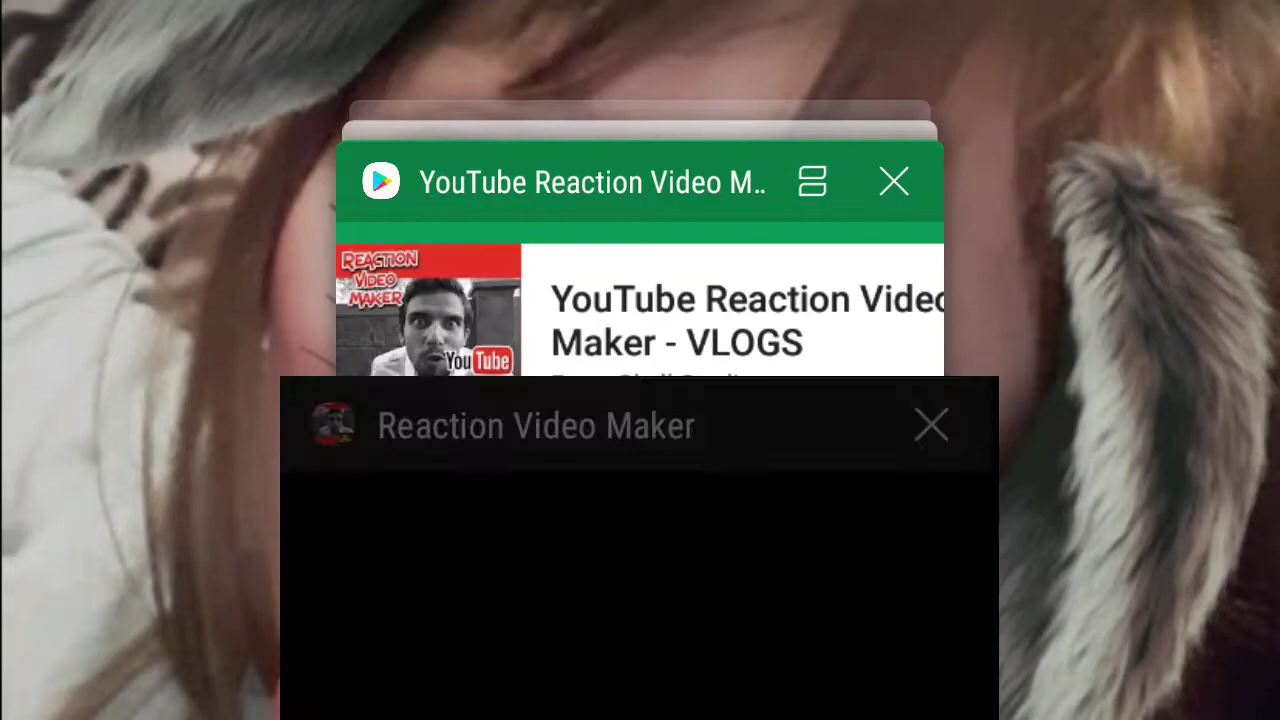 YouTube Reaction Video M..
REACTION
VIDEO
MAKER
YouTube
YouTube Reaction Video
Maker - VLOGS
Reaction Video Maker